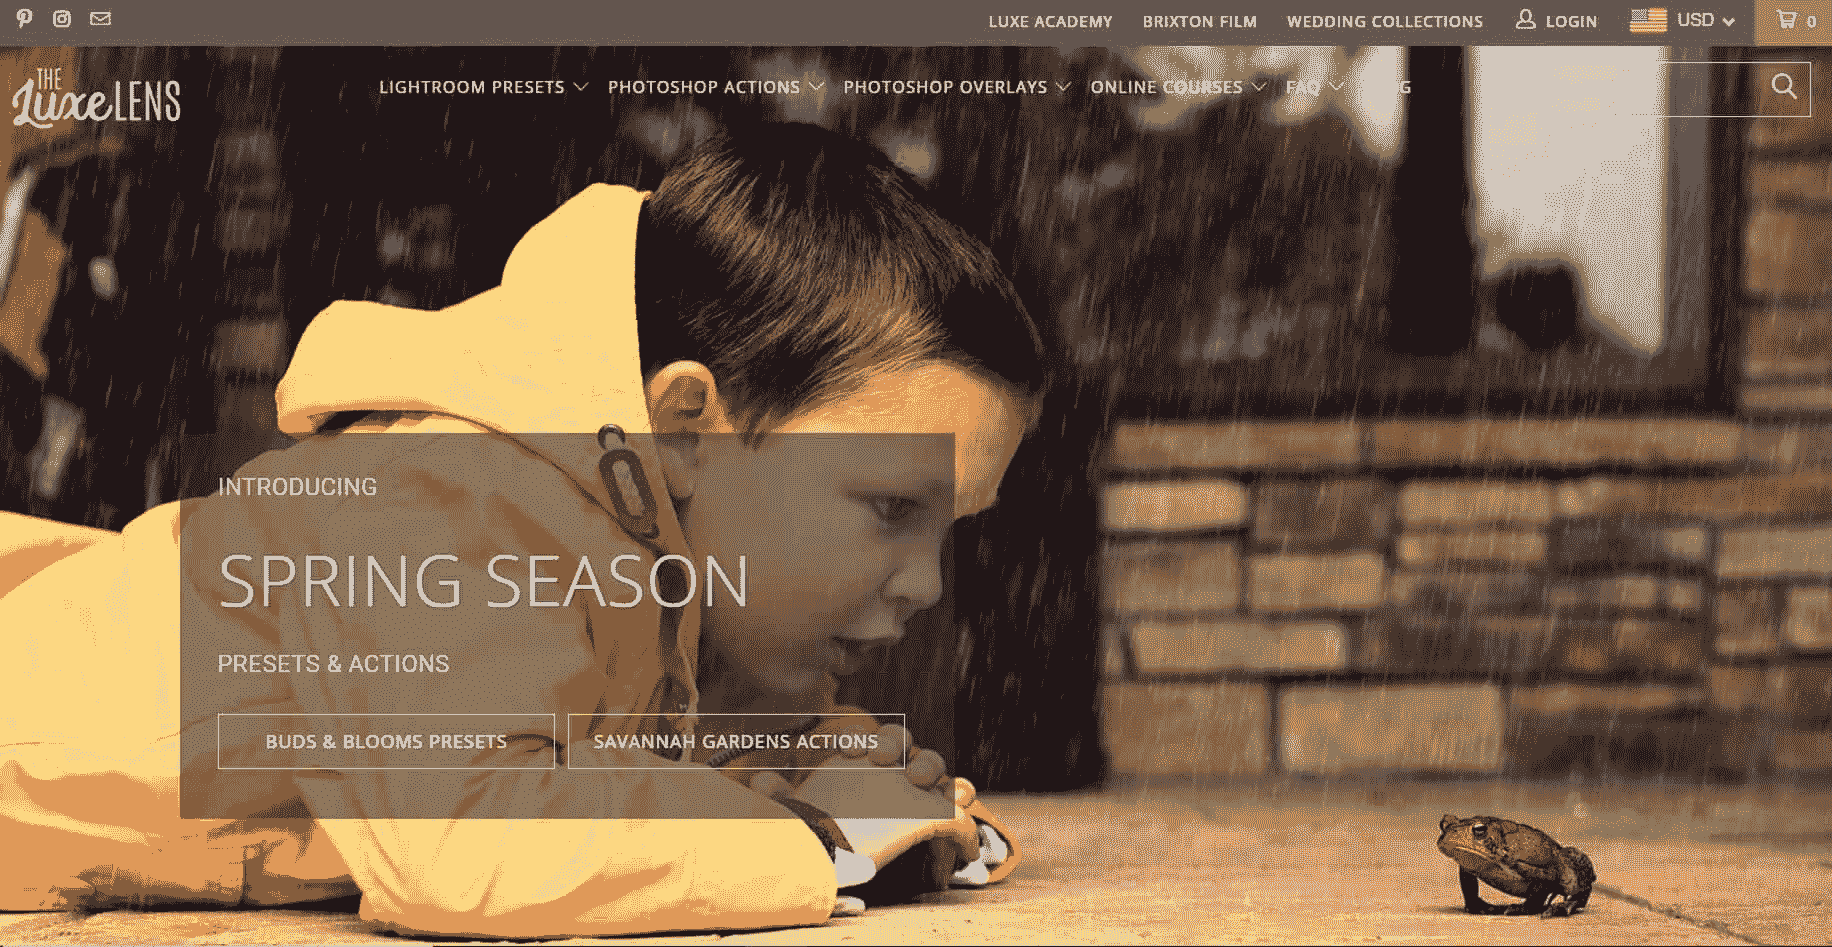 LUXE ACADEMY BRIXTON FILM WEDDING COLLECTIONS LOGIN USD 0
THE
Luxe LENS
LIGHTROOM PRESETS PHOTOSHOP ACTIONS PHOTOSHOP OVERLAYS ONLINE COURSES FAQ
INTRODUCING
SPRING SEASON
PRESETS & ACTIONS
BUDS & BLOOMS PRESETS SAVANNAH GARDENS ACTIONS